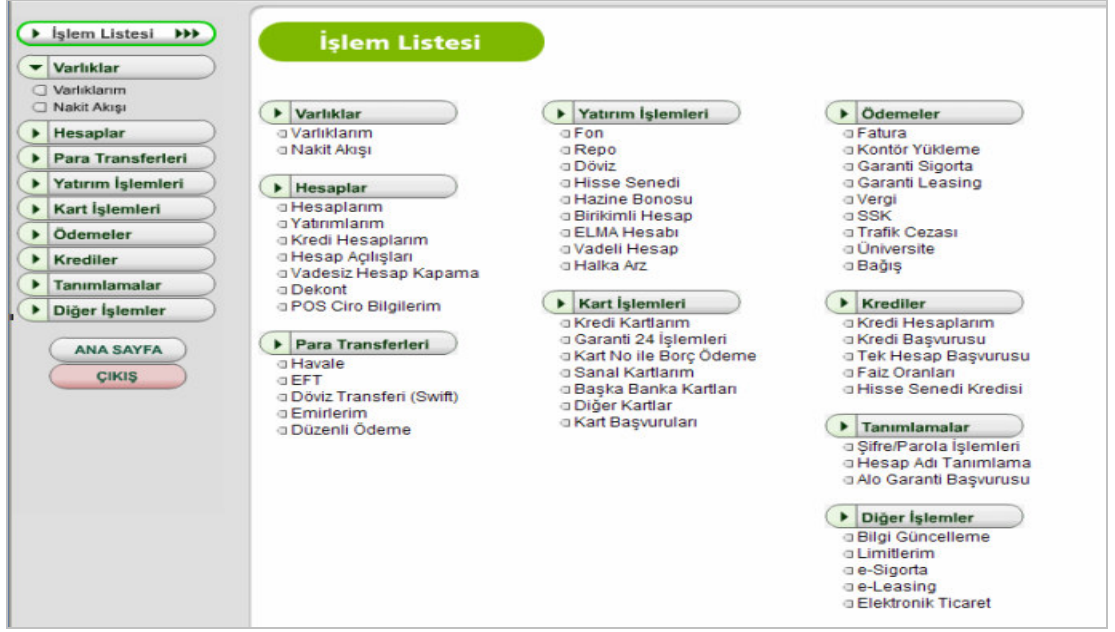 İşlem Listesi
Varlıklar
Varlıklarım
Nakit Akışı
Hesaplar
Para Transferleri
Yatırım İşlemleri
Kart İşlemleri
Ödemeler
Krediler
Tanımlamalar
Diğer İşlemler
ANA SAYFA
ÇIKIŞ
İşlem Listesi
Varlıklar
Varlıklarım
Nakit Akışı
Hesaplar
Hesaplarım
Yatırımlarım
Kredi Hesaplarım
Hesap Açılışları
Vadesiz Hesap Kapama
Dekont
POS Ciro Bilgilerim
Para Transferleri
Havale
EFT
Döviz Transferi (Swift)
Emirlerim
Düzenli Ödeme
Yatırım İşlemleri
Fon
Repo
Döviz
Hisse Senedi
Hazine Bonosu
Birikimli Hesap
ELMA Hesabı
Vadeli Hesap
Halka Arz
Kart İşlemleri
Kredi Kartlarım
Garanti 24 İşlemleri
Kart No ile Borç Ödeme
Sanal Kartlarım
Başka Banka Kartları
Diğer Kartlar
Kart Başvuruları
Ödemeler
Fatura
Kontör Yükleme
Garanti Sigorta
Garanti Leasing
Vergi
SSK
Trafik Cezası
Üniversite
Bağış
Krediler
Kredi Hesaplarım
Kredi Başvurusu
Tek Hesap Başvurusu
Faiz Oranları
Hisse Senedi Kredisi
Tanımlamalar
Şifre/Parola İşlemleri
Hesap Adı Tanımlama
Alo Garanti Başvurusu
Diğer İşlemler
Bilgi Güncelleme
Limitlerim
e-Sigorta
e-Leasing
Elektronik Ticaret